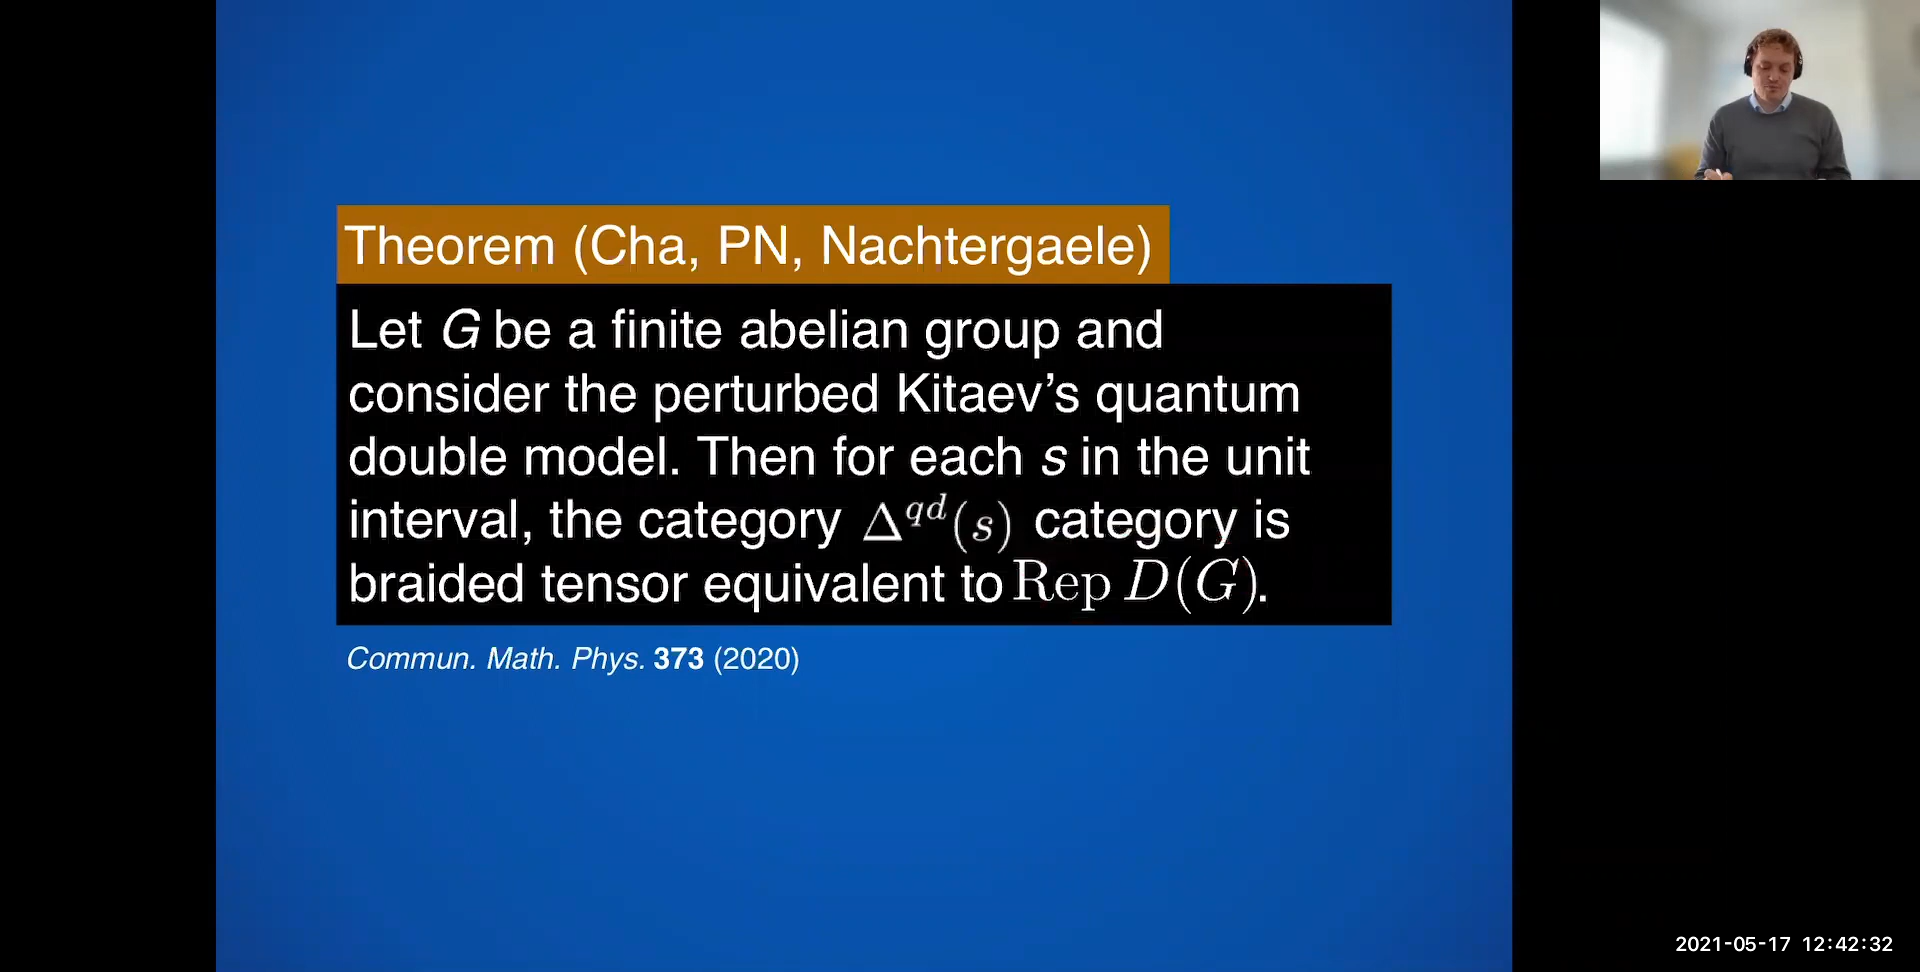 Theorem (Cha, PN, Nachtergaele)
Let G be a finite abelian group and
consider the perturbed Kitaev’s quantum
double model. Then for each s in the unit
interval, the category Δ^{qd}(s) category is
braided tensor equivalent to Rep D(G).
Commun. Math. Phys. 373 (2020)
2021-05-17 12:42:32